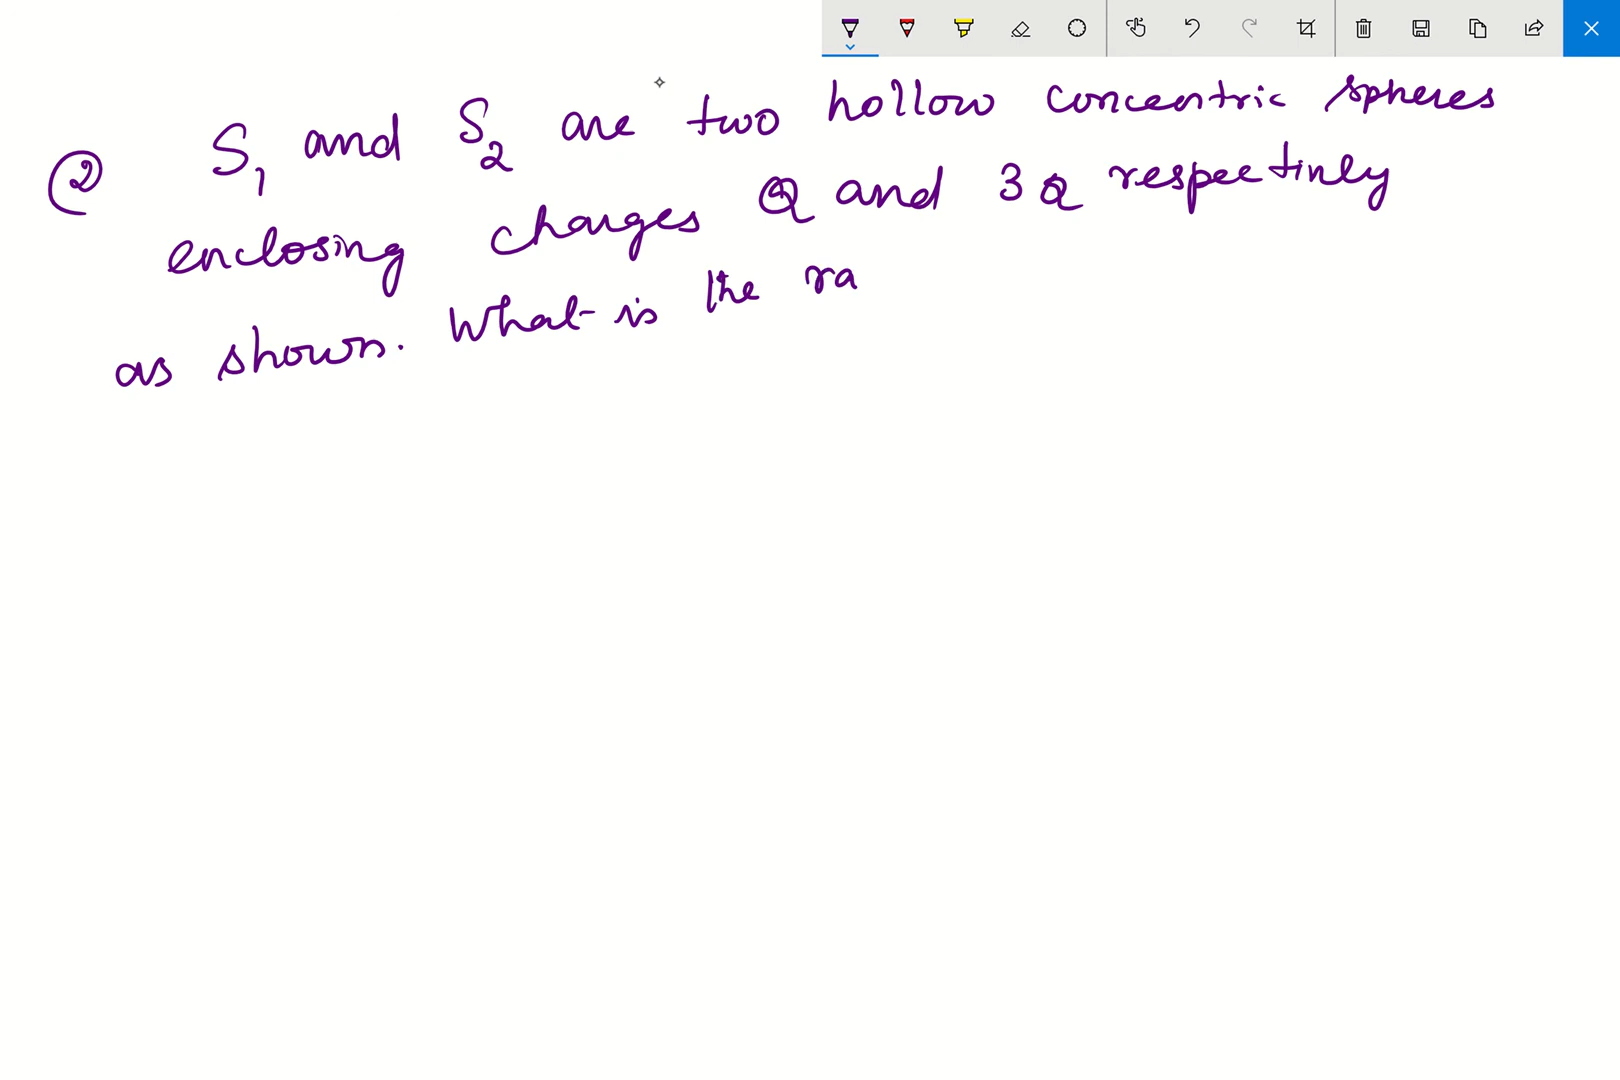 ② S₁ and S₂ are two hollow concentric spheres
enclosing charges Q and 3Q respectively
as shown. What is the ra